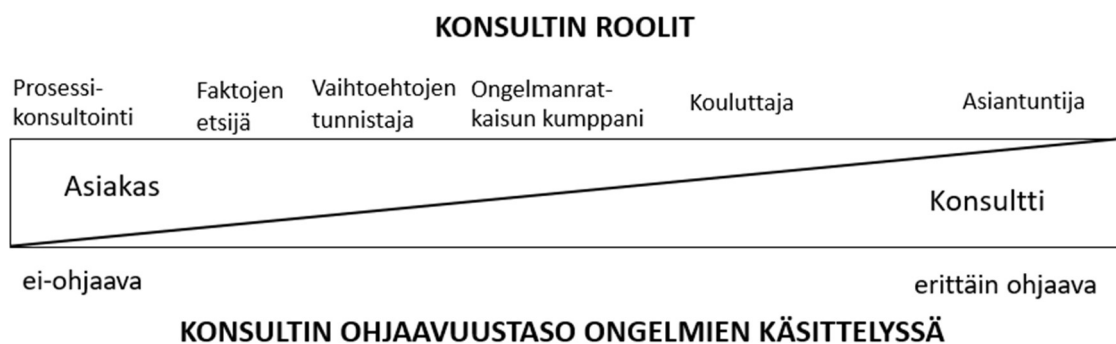 KONSULTIN ROOLIT
Prosessi-
konsultointi
Faktojen
etsijä
Vaihtoehtojen
tunnistaja
Ongelmanrat-
kaisun kumppani
Kouluttaja
Asiantuntija
Asiakas
Konsultti
ei-ohjaava
erittäin ohjaava
KONSULTIN OHJAAVUUSTASO ONGELMIEN KÄSITTELYSSÄ